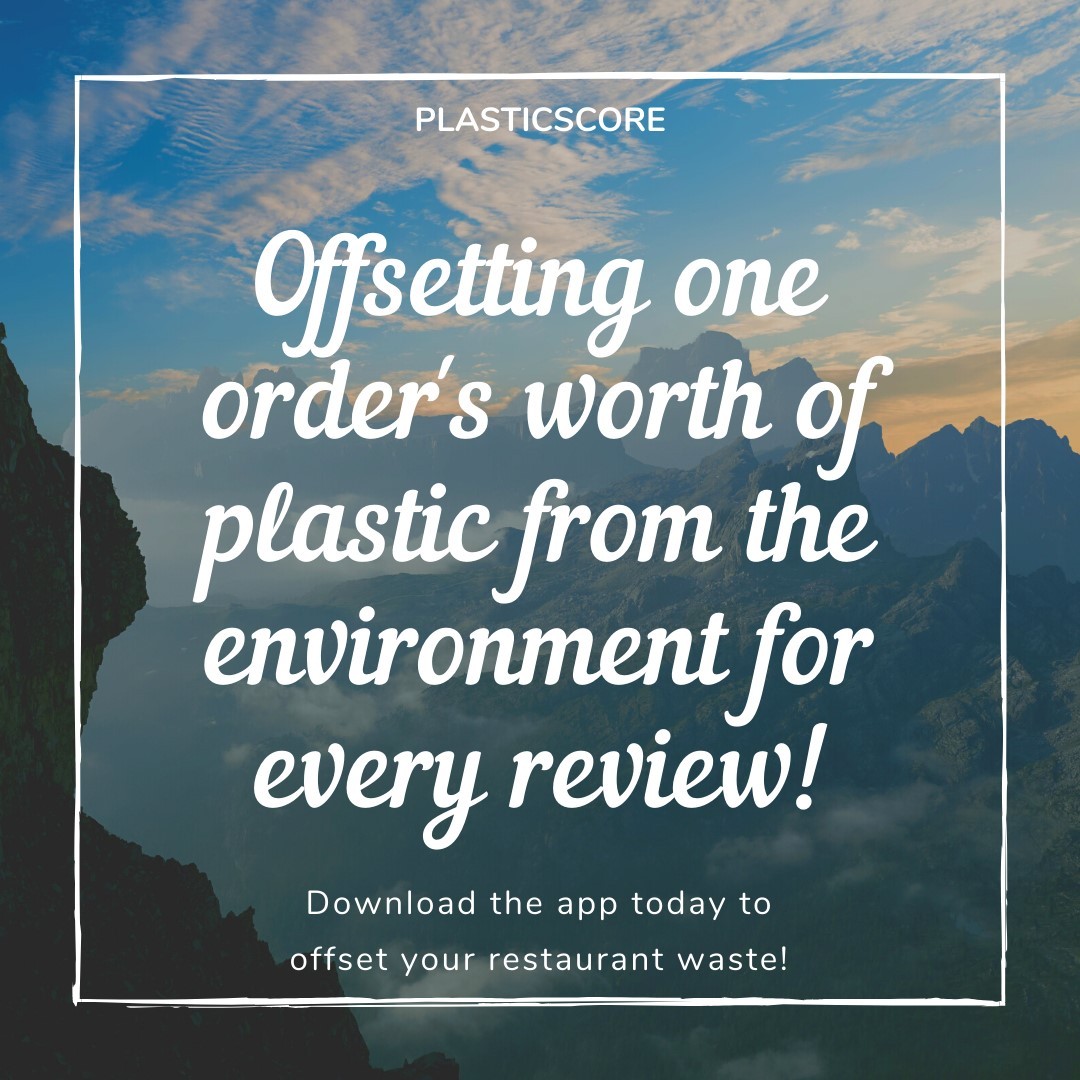 PLASTICSCORE
Offsetting one
order's worth of
plastic from the
environment for
every review!
Download the app today to
offset your restaurant waste!